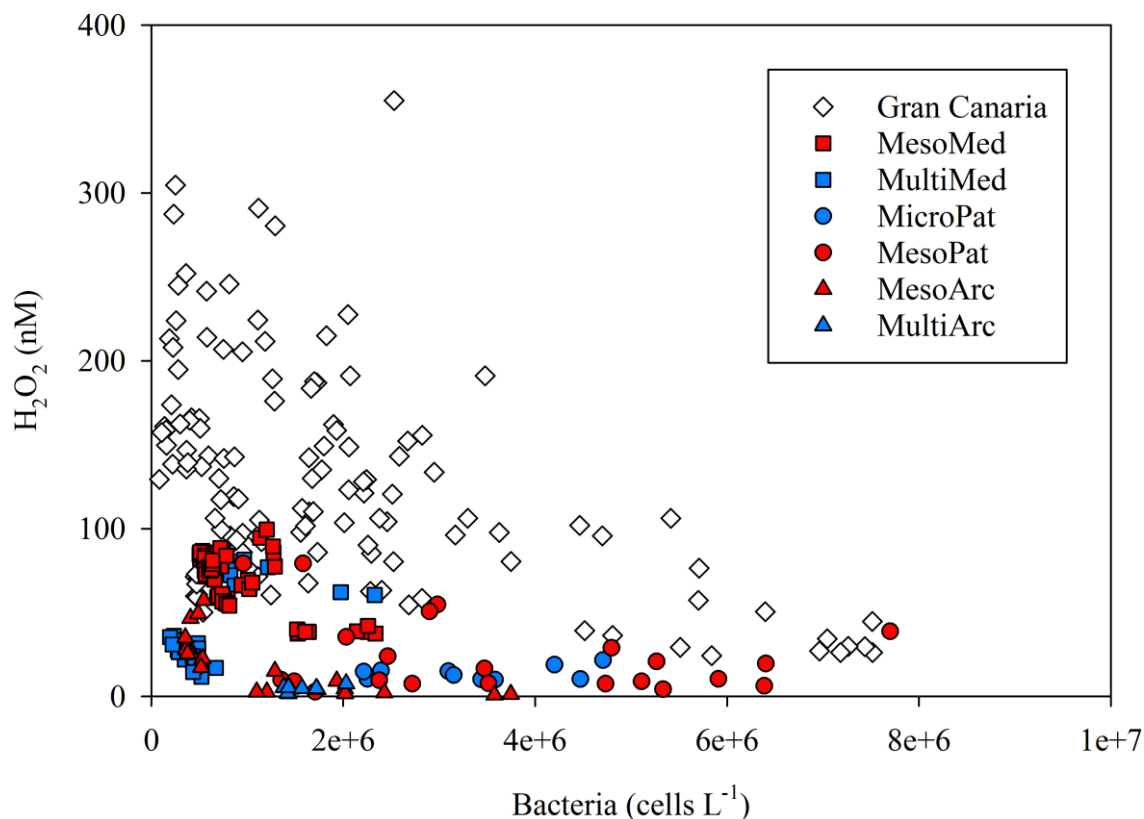 400
300
200
100
0
H₂O₂ (nM)
Gran Canaria
MesoMed
MultiMed
MicroPat
MesoPat
MesoArc
MultiArc
0 2e+6 4e+6 6e+6 8e+6 1e+7
Bacteria (cells L⁻¹)